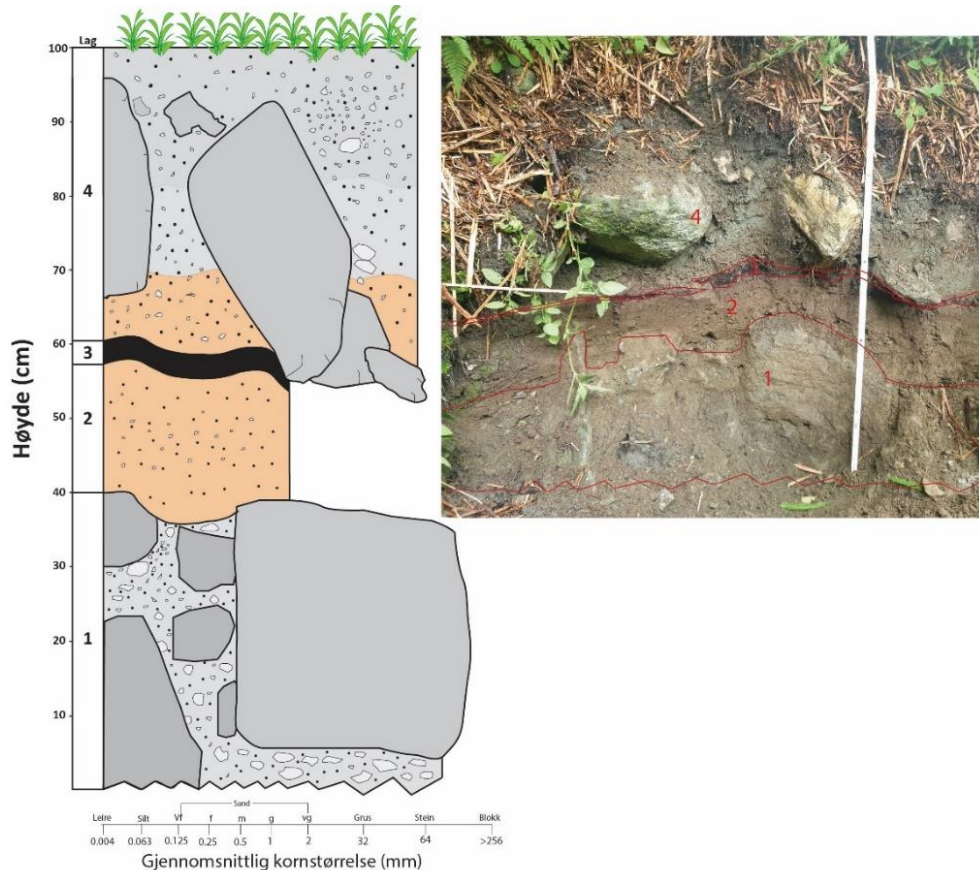 Lag
100
90
4
80
70
60
3
50
2
40
30
1
20
10
Høyde (cm)
Sand
Leire Silt Vf f m g vg Grus Stein Blokk
0.004 0.063 0.125 0.25 0.5 1 2 32 64 >256
Gjennomsnittlig kornstørrelse (mm)
4
2
1